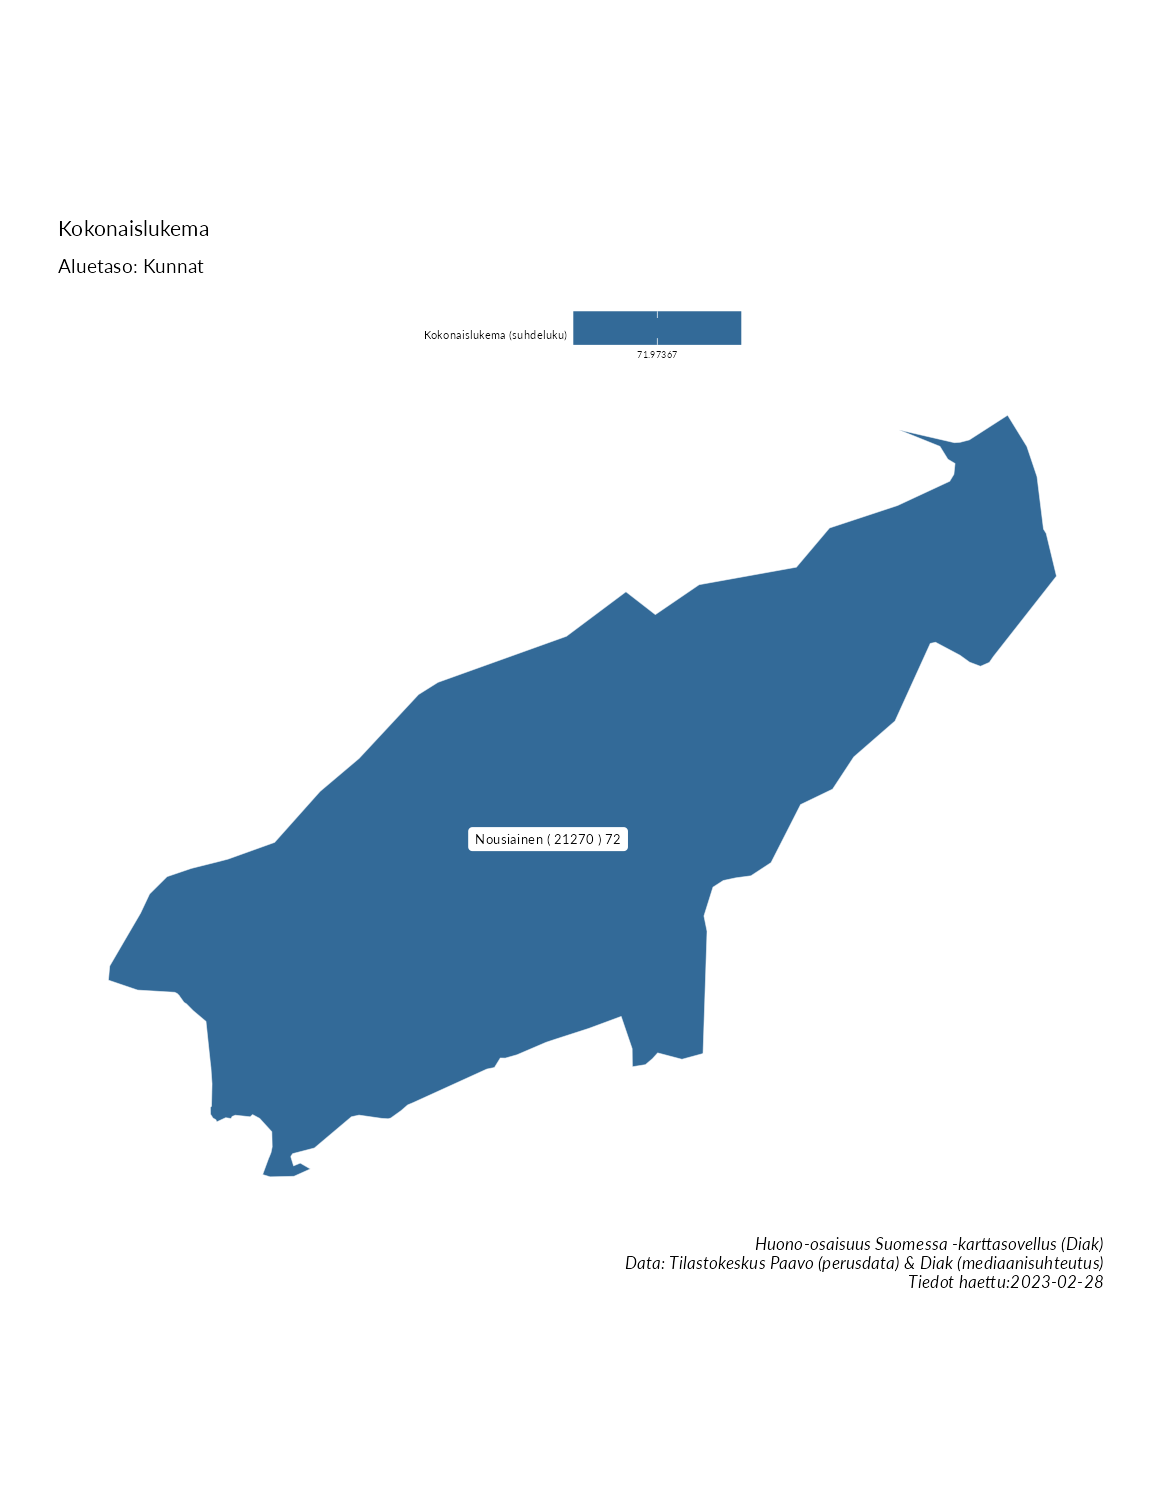 Kokonaislukema
Aluetaso: Kunnat
Kokonaislukema (suhdeluku)
71.97367
Nousiainen ( 21270 ) 72
Huono-osaisuus Suomessa -karttasovellus (Diak)
Data: Tilastokeskus Paavo (perusdata) & Diak (mediaanisuhteutus)
Tiedot haettu:2023-02-28